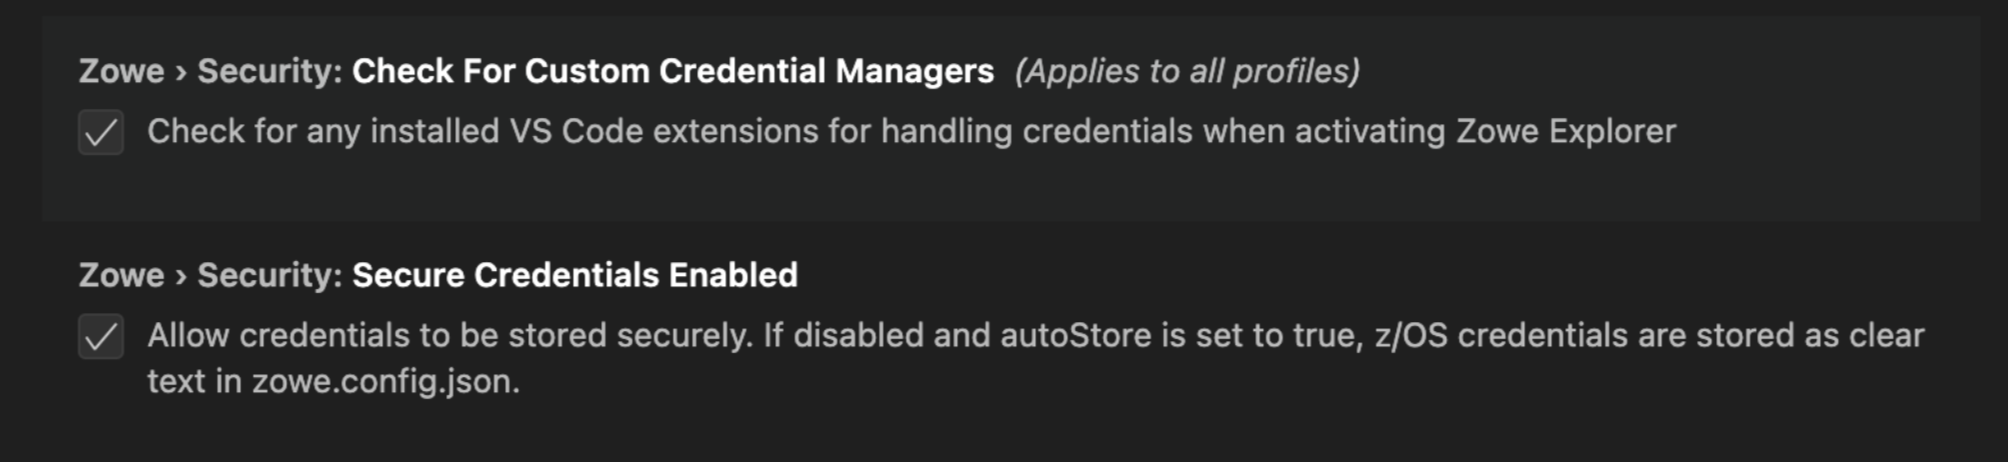 Zowe › Security: Check For Custom Credential Managers (Applies to all profiles)
Check for any installed VS Code extensions for handling credentials when activating Zowe Explorer
Zowe › Security: Secure Credentials Enabled
Allow credentials to be stored securely. If disabled and autoStore is set to true, z/OS credentials are stored as clear
text in zowe.config.json.